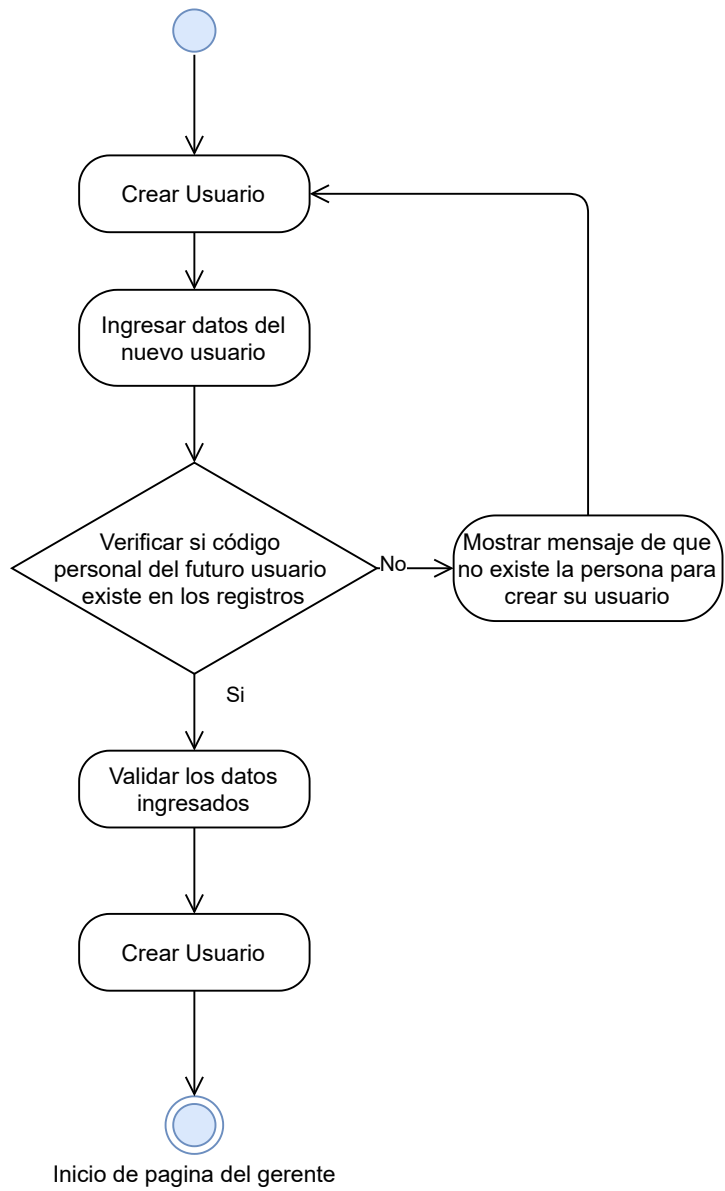 Crear Usuario
Ingresar datos del
nuevo usuario
Verificar si código
personal del futuro usuario
existe en los registros
No
Mostrar mensaje de que
no existe la persona para
crear su usuario
Si
Validar los datos
ingresados
Crear Usuario
Inicio de pagina del gerente